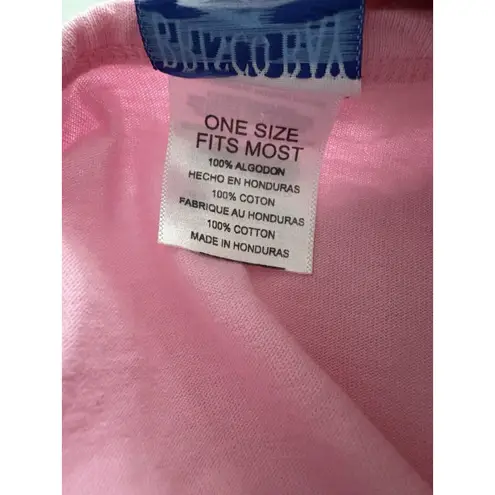 ONE SIZE
FITS MOST
100% ALGODON
HECHO EN HONDURAS
100% COTON
FABRIQUE AU HONDURAS
100% COTTON
MADE IN HONDURAS